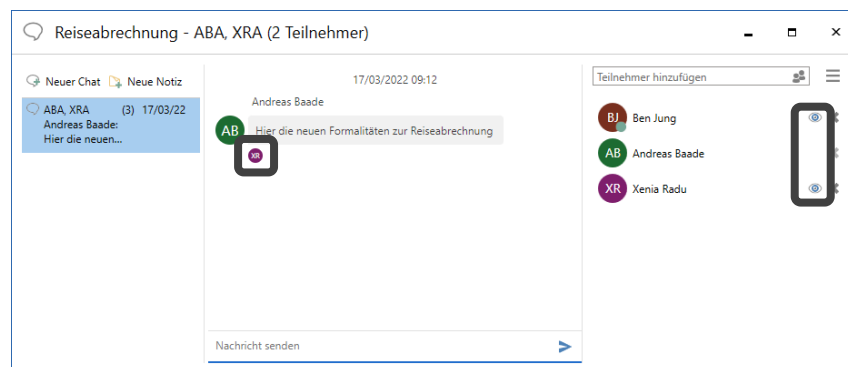 Reiseabrechnung - ABA, XRA (2 Teilnehmer)
Neuer Chat Neue Notiz
ABA, XRA (3) 17/03/22
Andreas Baade:
Hier die neuen...
17/03/2022 09:12
Andreas Baade
AB Hier die neuen Formalitäten zur Reiseabrechnung
XR
Nachricht senden
Teilnehmer hinzufügen
BJ Ben Jung
AB Andreas Baade
XR Xenia Radu